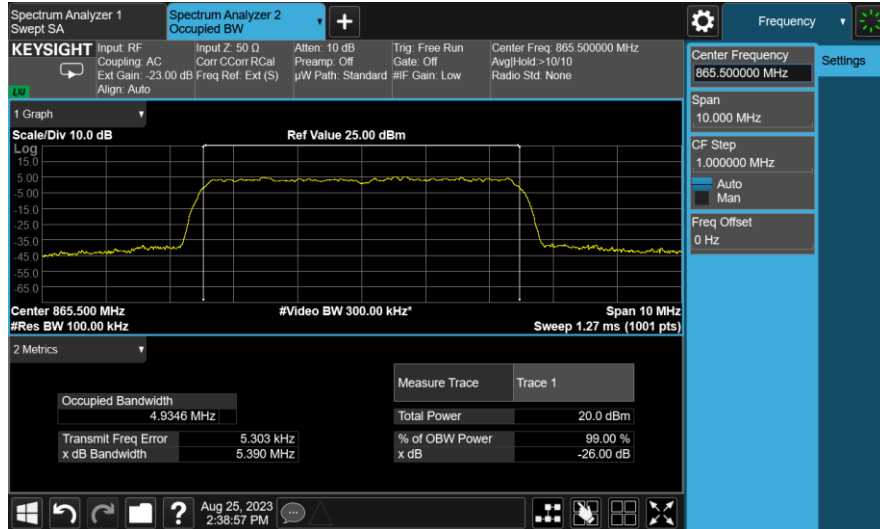 Spectrum Analyzer 1
Swept SA
Spectrum Analyzer 2
Occupied BW
Frequency
KEYSIGHT
Input: RF
Coupling: AC
Ext Gain: -23.00 dB
Align: Auto
Input Z: 50 Ω
Corr CCorr RCal
Freq Ref: Ext (S)
Atten: 10 dB
Preamp: Off
µW Path: Standard
Trig: Free Run
Gate: Off
#IF Gain: Low
Center Freq: 865.500000 MHz
Avg|Hold:>10/10
Radio Std: None
LXI
1 Graph
Scale/Div 10.0 dB
Ref Value 25.00 dBm
Log
15.0
5.00
-5.00
-15.0
-25.0
-35.0
-45.0
-55.0
-65.0
Center 865.500 MHz
#Video BW 300.00 kHz*
Span 10 MHz
#Res BW 100.00 kHz
Sweep 1.27 ms (1001 pts)
2 Metrics
Measure Trace
Trace 1
Occupied Bandwidth
4.9346 MHz
Total Power
20.0 dBm
Transmit Freq Error
5.303 kHz
% of OBW Power
99.00 %
x dB Bandwidth
5.390 MHz
x dB
-26.00 dB
Center Frequency
865.500000 MHz
Settings
Span
10.000 MHz
CF Step
1.000000 MHz
Auto
Man
Freq Offset
0 Hz
?
Aug 25, 2023
2:38:57 PM